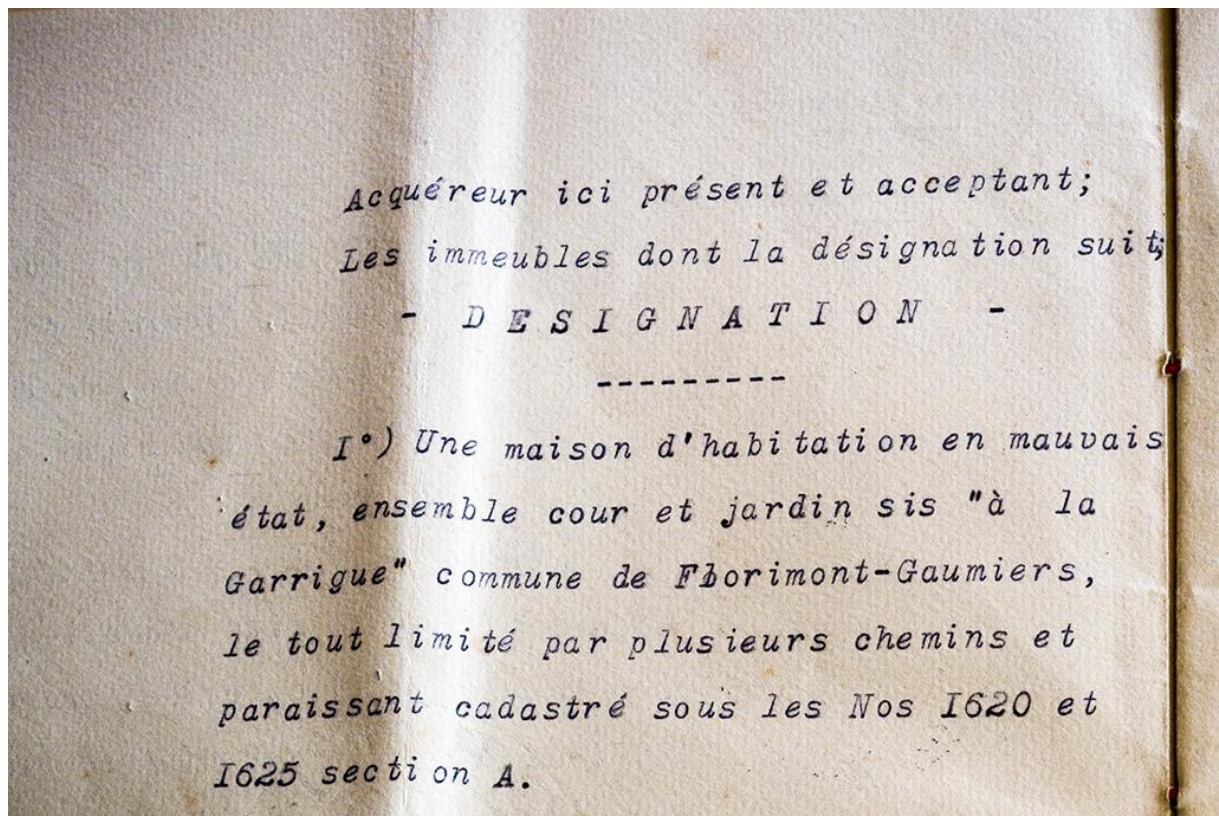 Acquéreur ici présent et acceptant;
Les immeubles dont la désignation suit;
- D E S I G N A T I O N -
---------
I°) Une maison d'habitation en mauvais
état, ensemble cour et jardin sis "à la
Garrigue" commune de Florimont-Gaumiers,
le tout limité par plusieurs chemins et
paraissant cadastré sous les Nos I620 et
I625 section A.